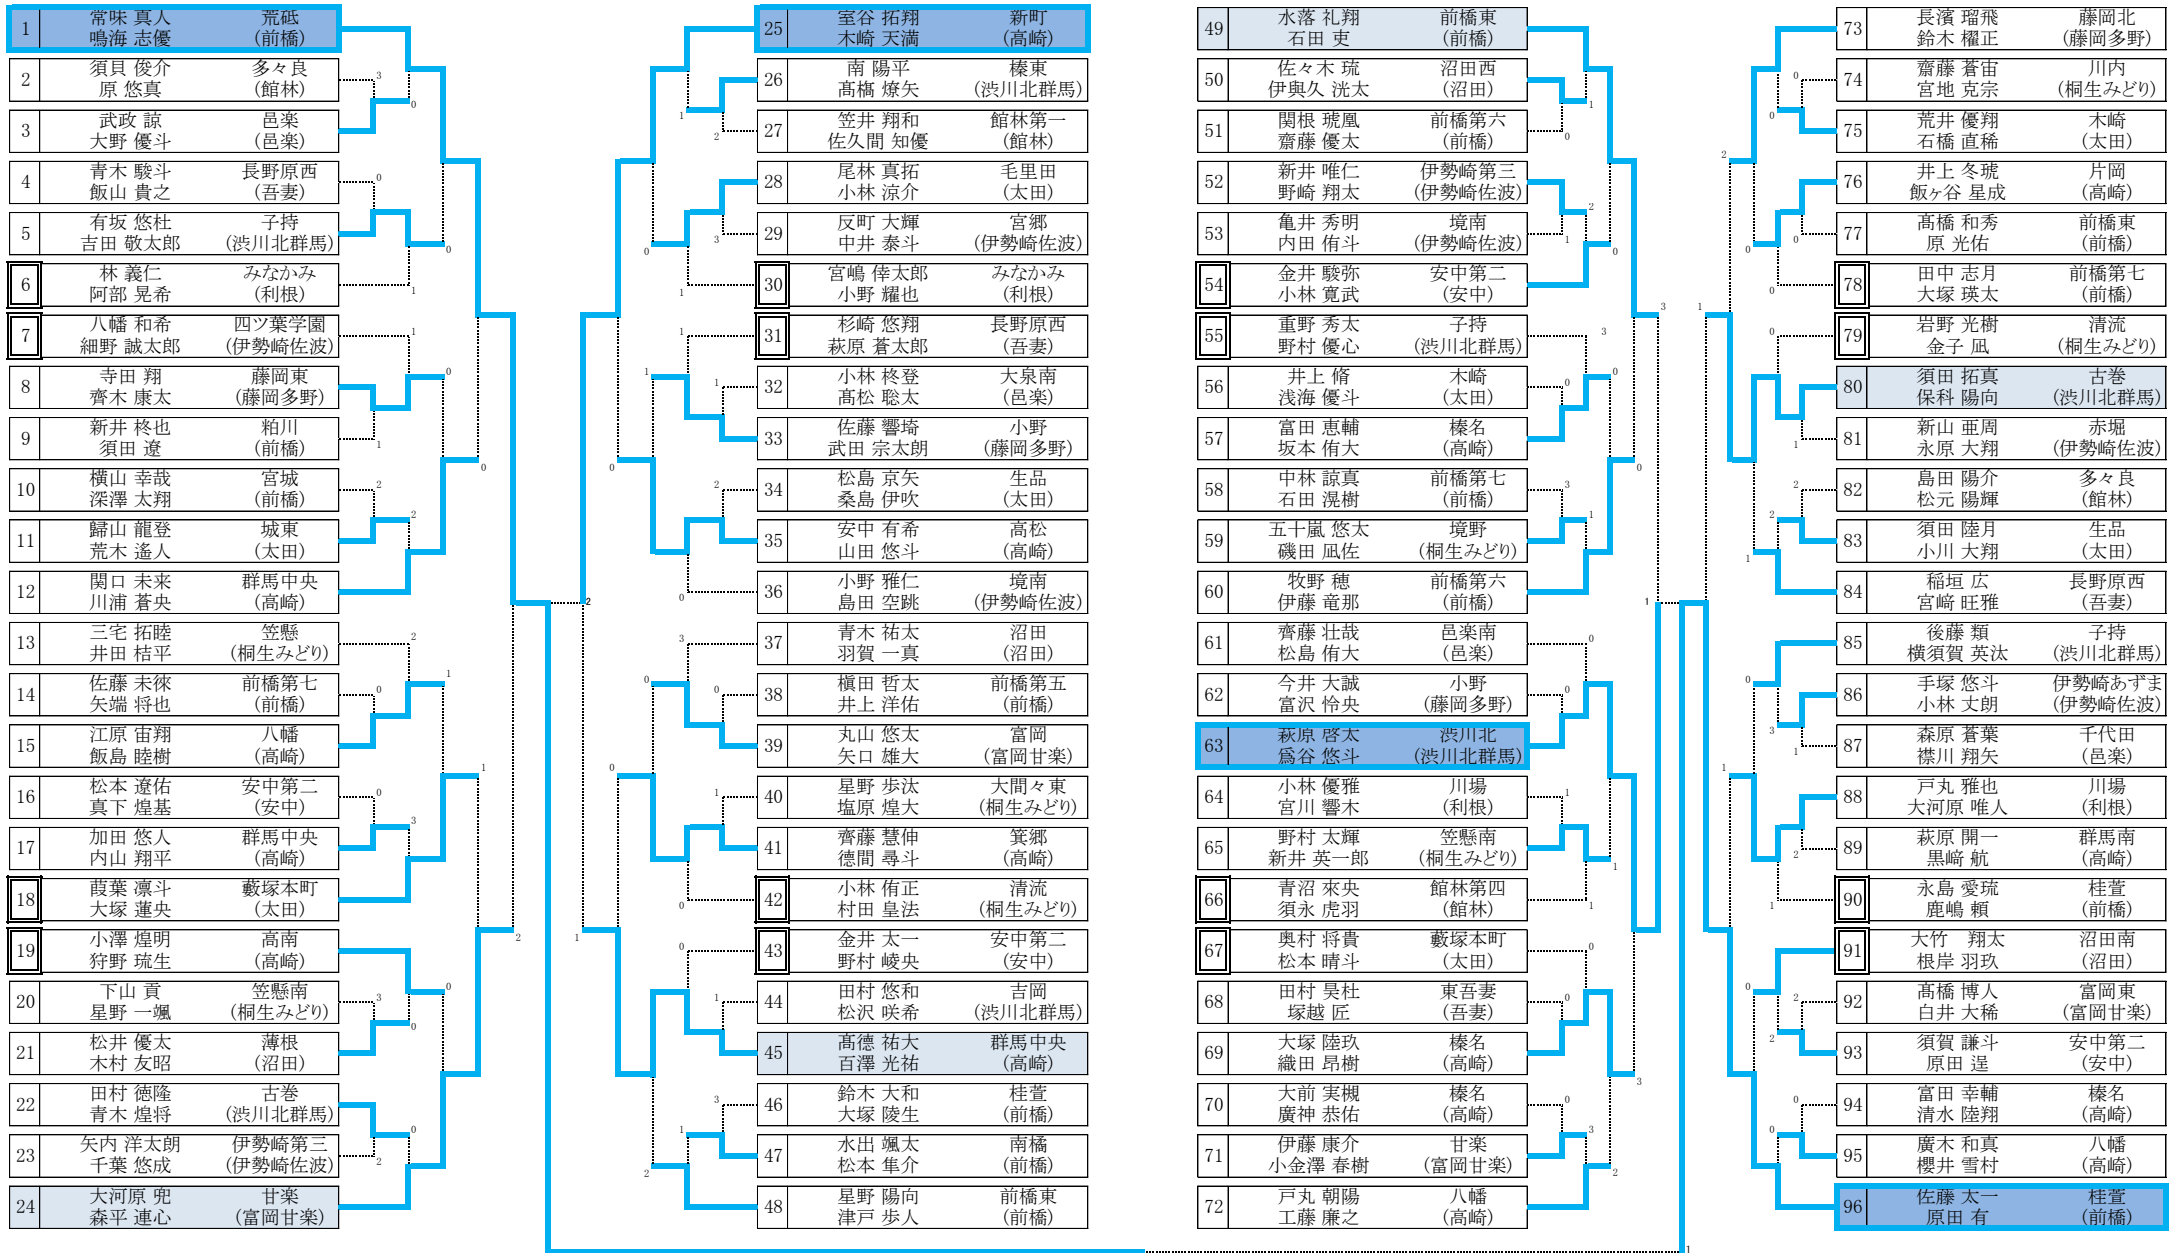 1 常味 真人 荒砥
鳴海 志優 (前橋)
2 須貝 俊介 多々良
原 悠真 (館林)
3 武政 諒 邑楽
大野 優斗 (邑楽)
4 青木 駿斗 長野原西
飯山 貴之 (吾妻)
5 有坂 悠杜 子持
吉田 敬太郎 (渋川北群馬)
6 林 義仁 みなかみ
阿部 晃希 (利根)
7 八幡 和希 四ツ葉学園
細野 誠太郎 (伊勢崎佐波)
8 寺田 翔 藤岡東
齊木 康太 (藤岡多野)
9 新井 柊也 粕川
須田 遼 (前橋)
10 横山 幸哉 宮城
深澤 太翔 (前橋)
11 歸山 龍登 城東
荒木 遙人 (太田)
12 関口 未来 群馬中央
川浦 蒼央 (高崎)
13 三宅 拓睦 笠懸
井田 桔平 (桐生みどり)
14 佐藤 未徠 前橋第七
矢端 将也 (前橋)
15 江原 宙翔 八幡
飯島 睦樹 (高崎)
16 松本 遼佑 安中第二
真下 煌基 (安中)
17 加田 悠人 群馬中央
内山 翔平 (高崎)
18 葭葉 凛斗 藪塚本町
大塚 蓮央 (太田)
19 小澤 煌明 高南
狩野 琉生 (高崎)
20 下山 貢 笠懸南
星野 一颯 (桐生みどり)
21 松井 優太 薄根
木村 友昭 (沼田)
22 田村 徳隆 古巻
青木 煌将 (渋川北群馬)
23 矢内 洋太朗 伊勢崎第三
千葉 悠成 (伊勢崎佐波)
24 大河原 兜 甘楽
森平 連心 (富岡甘楽)
25 室谷 拓翔 新町
木崎 天満 (高崎)
26 南 陽平 榛東
髙橋 燎矢 (渋川北群馬)
27 笠井 翔和 館林第一
佐久間 知優 (館林)
28 尾林 真拓 毛里田
小林 涼介 (太田)
29 反町 大輝 宮郷
中井 泰斗 (伊勢崎佐波)
30 宮嶋 倖太郎 みなかみ
小野 耀也 (利根)
31 杉崎 悠翔 長野原西
萩原 蒼太郎 (吾妻)
32 小林 柊登 大泉南
髙松 聡太 (邑楽)
33 佐藤 響埼 小野
武田 宗太朗 (藤岡多野)
34 松島 京矢 生品
桑島 伊吹 (太田)
35 安中 有希 高松
山田 悠斗 (高崎)
36 小野 雅仁 境南
島田 空跳 (伊勢崎佐波)
37 青木 祐太 沼田
羽賀 一真 (沼田)
38 槇田 哲太 前橋第五
井上 洋佑 (前橋)
39 丸山 悠太 富岡
矢口 雄大 (富岡甘楽)
40 星野 歩汰 大間々東
塩原 煌大 (桐生みどり)
41 齊藤 慧伸 箕郷
德間 尋斗 (高崎)
42 小林 侑正 清流
村田 皇法 (桐生みどり)
43 金井 太一 安中第二
野村 崚央 (安中)
44 田村 悠和 吉岡
松沢 咲希 (渋川北群馬)
45 髙德 祐大 群馬中央
百澤 光祐 (高崎)
46 鈴木 大和 桂萱
大塚 陵生 (前橋)
47 水出 颯太 南橘
松本 隼介 (前橋)
48 星野 陽向 前橋東
津戸 歩人 (前橋)
49 水落 礼翔 前橋東
石田 吏 (前橋)
50 佐々木 琉 沼田西
伊與久 洸太 (沼田)
51 関根 琥凰 前橋第六
齋藤 優太 (前橋)
52 新井 唯仁 伊勢崎第三
野崎 翔太 (伊勢崎佐波)
53 亀井 秀明 境南
内田 侑斗 (伊勢崎佐波)
54 金井 駿弥 安中第二
小林 寛武 (安中)
55 重野 秀太 子持
野村 優心 (渋川北群馬)
56 井上 脩 木崎
浅海 優斗 (太田)
57 富田 恵輔 榛名
坂本 侑大 (高崎)
58 中林 諒真 前橋第七
石田 滉樹 (前橋)
59 五十嵐 悠太 境野
磯田 凪佐 (桐生みどり)
60 牧野 穂 前橋第六
伊藤 竜那 (前橋)
61 齊藤 壮哉 邑楽南
松島 侑大 (邑楽)
62 今井 大誠 小野
富沢 怜央 (藤岡多野)
63 萩原 啓太 渋川北
爲谷 悠斗 (渋川北群馬)
64 小林 優雅 川場
宮川 響木 (利根)
65 野村 太輝 笠懸南
新井 英一郎 (桐生みどり)
66 青沼 來央 館林第四
須永 虎羽 (館林)
67 奥村 将貴 藪塚本町
松本 晴斗 (太田)
68 田村 昊杜 東吾妻
塚越 匠 (吾妻)
69 大塚 陸玖 榛名
織田 昂樹 (高崎)
70 大前 実槻 榛名
廣神 恭佑 (高崎)
71 伊藤 康介 甘楽
小金澤 春樹 (富岡甘楽)
72 戸丸 朝陽 八幡
工藤 廉之 (高崎)
73 長濱 瑠飛 藤岡北
鈴木 櫂正 (藤岡多野)
74 齋藤 蒼宙 川内
宮地 克宗 (桐生みどり)
75 荒井 優翔 木崎
石橋 直稀 (太田)
76 井上 冬琥 片岡
飯ヶ谷 星成 (高崎)
77 髙橋 和秀 前橋東
原 光佑 (前橋)
78 田中 志月 前橋第七
大塚 瑛太 (前橋)
79 岩野 光樹 清流
金子 凪 (桐生みどり)
80 須田 拓真 古巻
保科 陽向 (渋川北群馬)
81 新山 亜周 赤堀
永原 大翔 (伊勢崎佐波)
82 島田 陽介 多々良
松元 陽輝 (館林)
83 須田 陸月 生品
小川 大翔 (太田)
84 稲垣 広 長野原西
宮﨑 旺雅 (吾妻)
85 後藤 類 子持
横須賀 英汰 (渋川北群馬)
86 手塚 悠斗 伊勢崎あずま
小林 丈朗 (伊勢崎佐波)
87 森原 蒼葉 千代田
襟川 翔矢 (邑楽)
88 戸丸 雅也 川場
大河原 唯人 (利根)
89 萩原 開一 群馬南
黒﨑 航 (高崎)
90 永島 愛琉 桂萱
鹿嶋 頼 (前橋)
91 大竹 翔太 沼田南
根岸 羽玖 (沼田)
92 髙橋 博人 富岡東
白井 大稀 (富岡甘楽)
93 須賀 謙斗 安中第二
原田 逞 (安中)
94 富田 幸輔 榛名
清水 陸翔 (高崎)
95 廣木 和真 八幡
櫻井 雪村 (高崎)
96 佐藤 太一 桂萱
原田 有 (前橋)